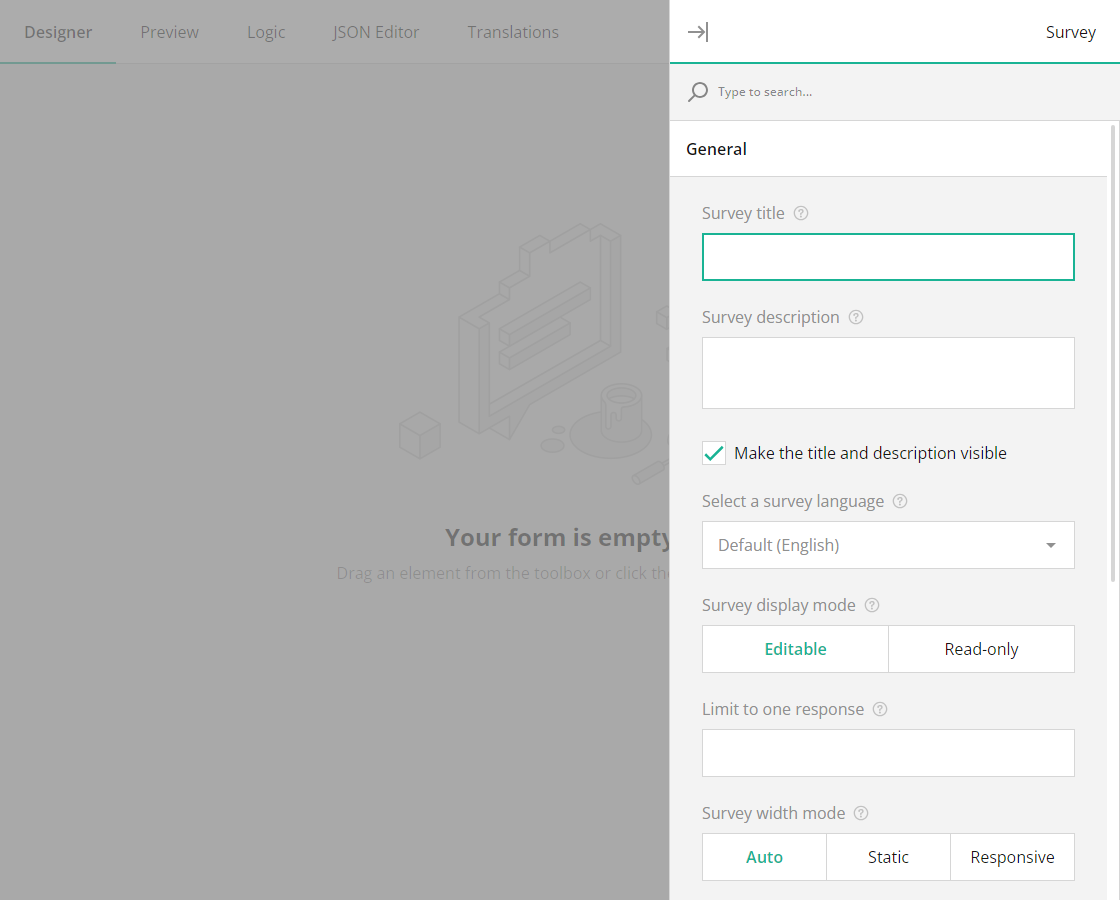 Designer Preview Logic JSON Editor Translations
Survey
Type to search...
General
Survey title
Survey description
Make the title and description visible
Select a survey language
Default (English)
Survey display mode
Editable Read-only
Limit to one response
Survey width mode
Auto Static Responsive
Your form is empty
Drag an element from the toolbox or click the